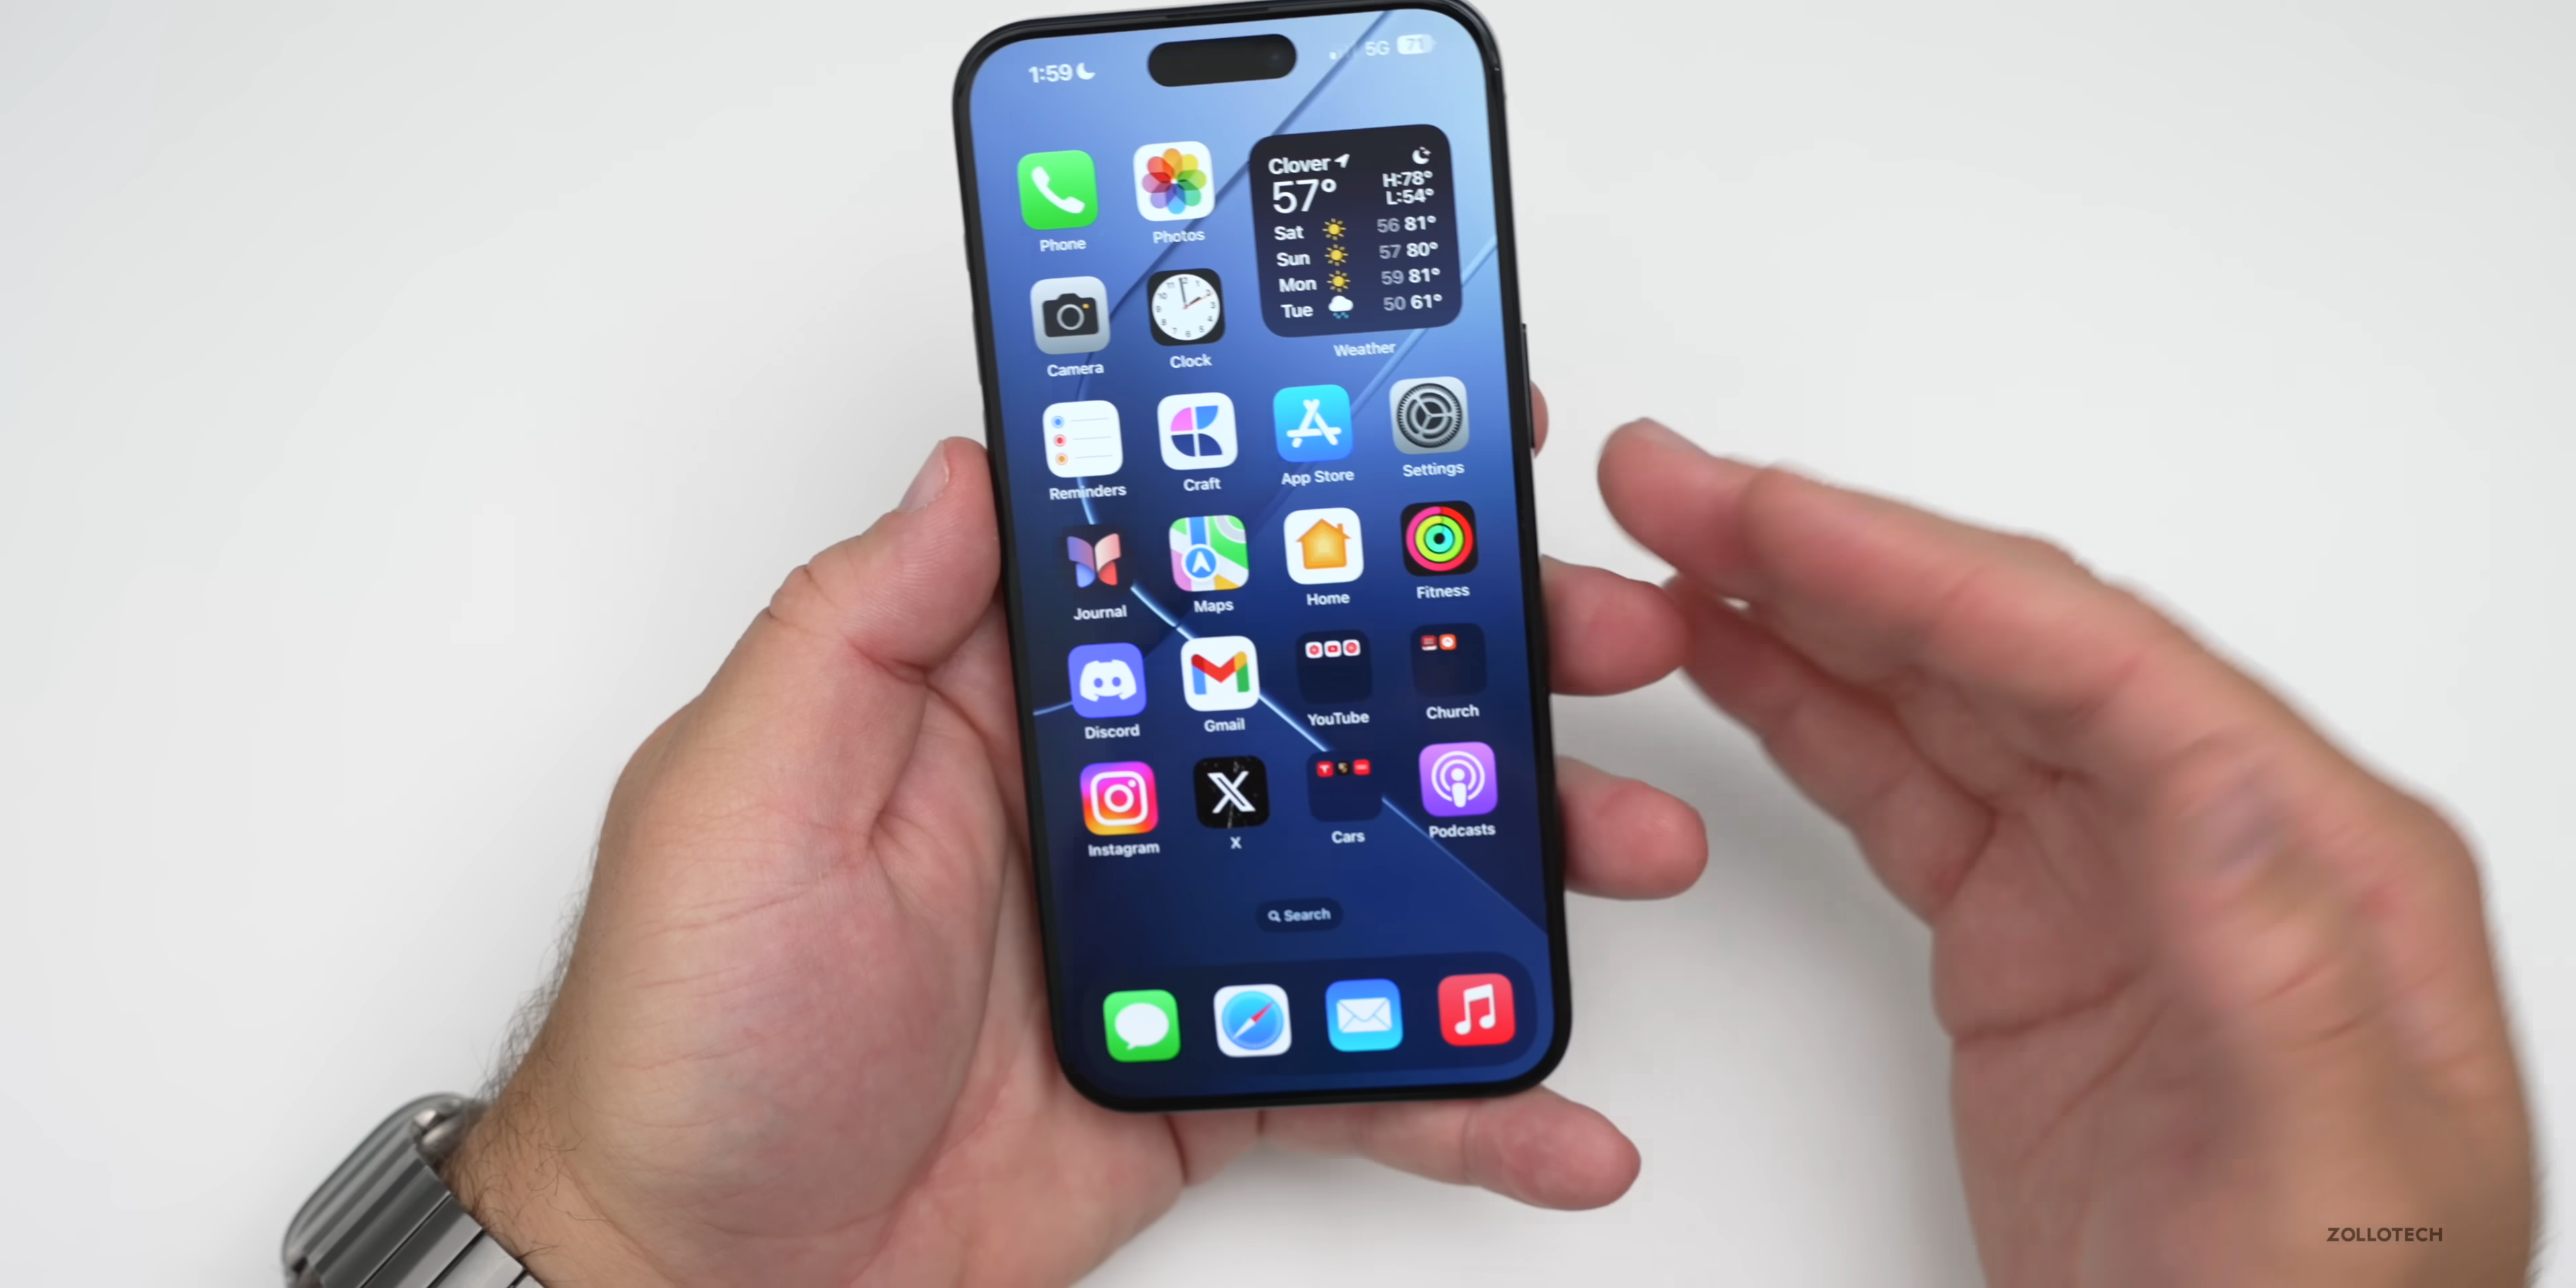 1:59
5G 71
Clover
57°
H:78°
L:54°
Sat 56 81°
Sun 57 80°
Mon 59 81°
Tue 50 61°
Weather
Phone
Photos
Camera
Clock
Reminders
Craft
App Store
Settings
Journal
Maps
Home
Fitness
Discord
Gmail
YouTube
Church
Instagram
X
Cars
Podcasts
Search
ZOLLOTECH